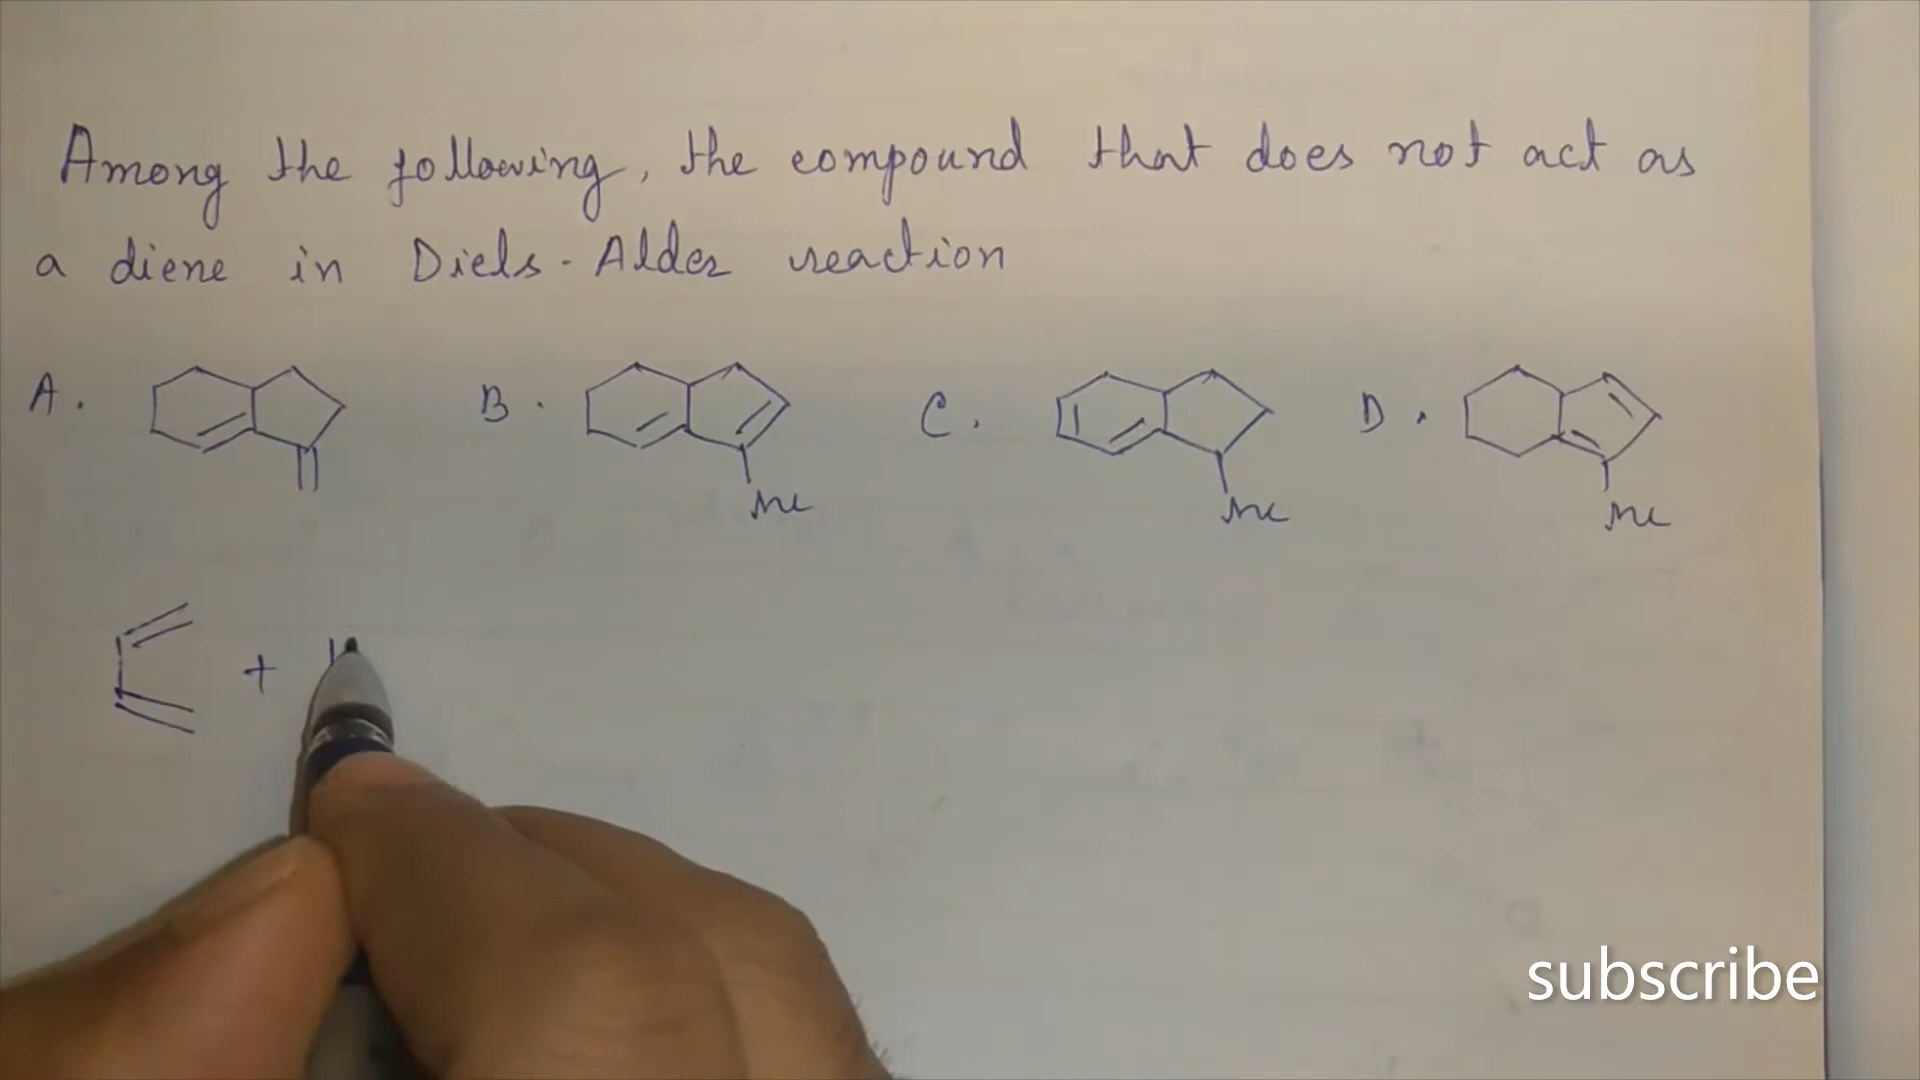 Among the following, the compound that does not act as
a diene in Diels-Alder reaction
A. B. C. D.
Me Me Me
+
subscribe